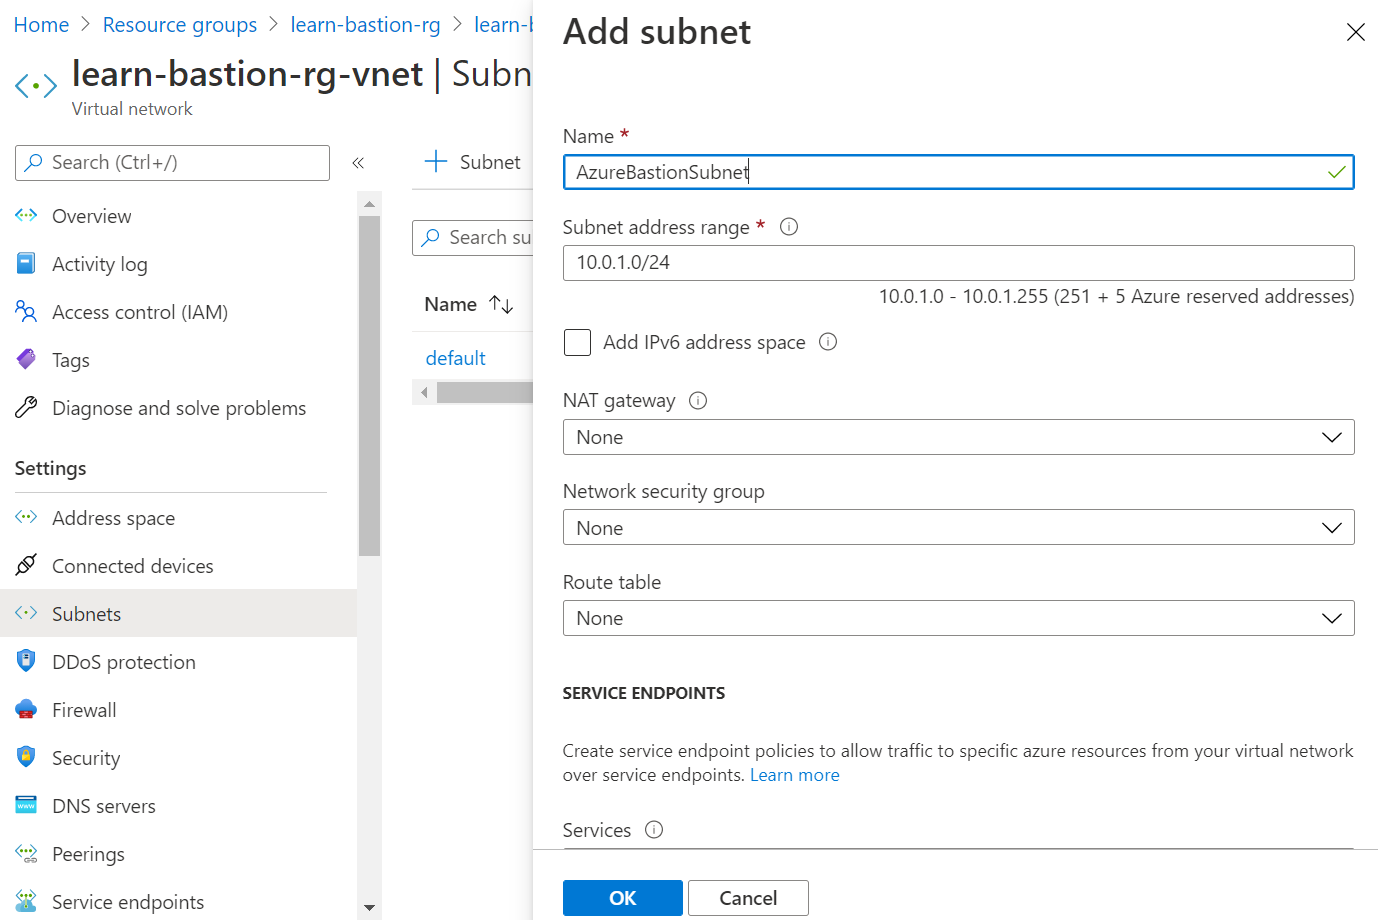 Home > Resource groups > learn-bastion-rg > learn-b
learn-bastion-rg-vnet | Subn
Virtual network
Search (Ctrl+/)
«
Overview
Activity log
Access control (IAM)
Tags
Diagnose and solve problems
Settings
Address space
Connected devices
Subnets
DDoS protection
Firewall
Security
DNS servers
Peerings
Service endpoints
+ Subnet
Search su
Name ↑↓
default
Add subnet
Name *
AzureBastionSubnet
Subnet address range *
10.0.1.0/24
10.0.1.0 - 10.0.1.255 (251 + 5 Azure reserved addresses)
Add IPv6 address space
NAT gateway
None
Network security group
None
Route table
None
SERVICE ENDPOINTS
Create service endpoint policies to allow traffic to specific azure resources from your virtual network
over service endpoints. Learn more
Services
OK
Cancel